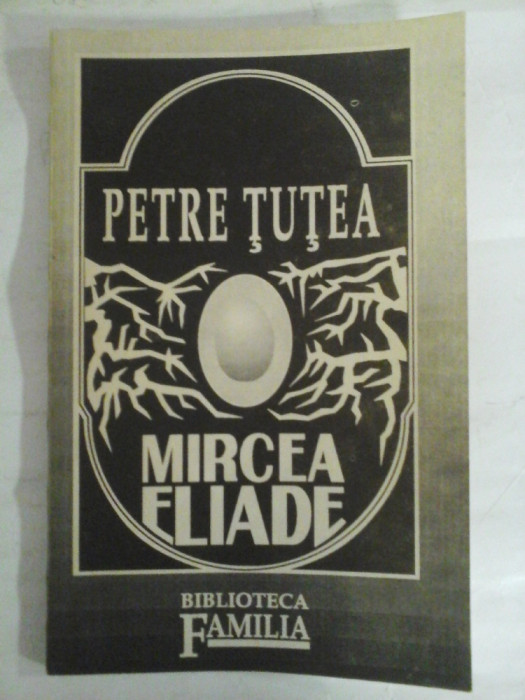 PETRE ŢUŢEA
MIRCEA
ELIADE
BIBLIOTECA
FAMILIA